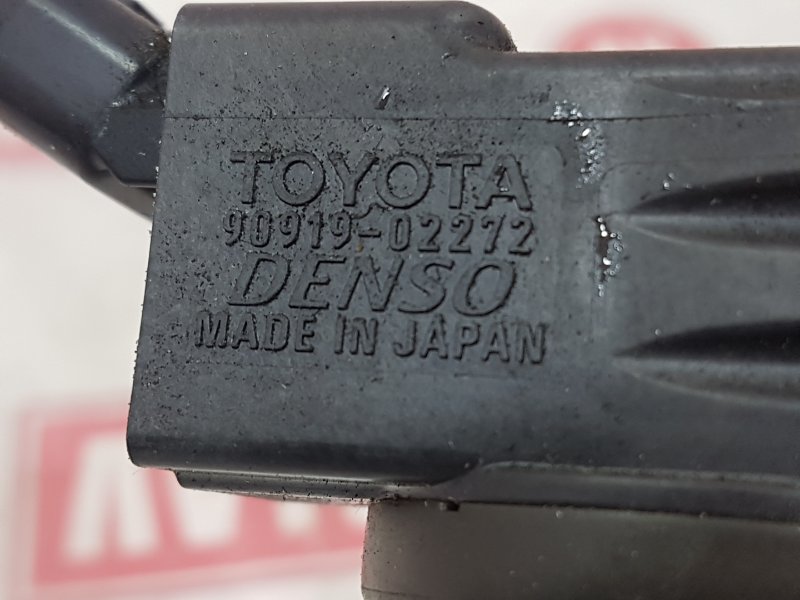 TOYOTA
90919-02272
DENSO
MADE IN JAPAN